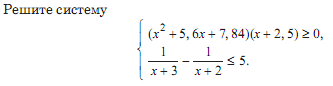 Решите систему
(x² + 5, 6x + 7, 84)(x + 2, 5) ≥ 0,
1/(x + 3) − 1/(x + 2) ≤ 5.